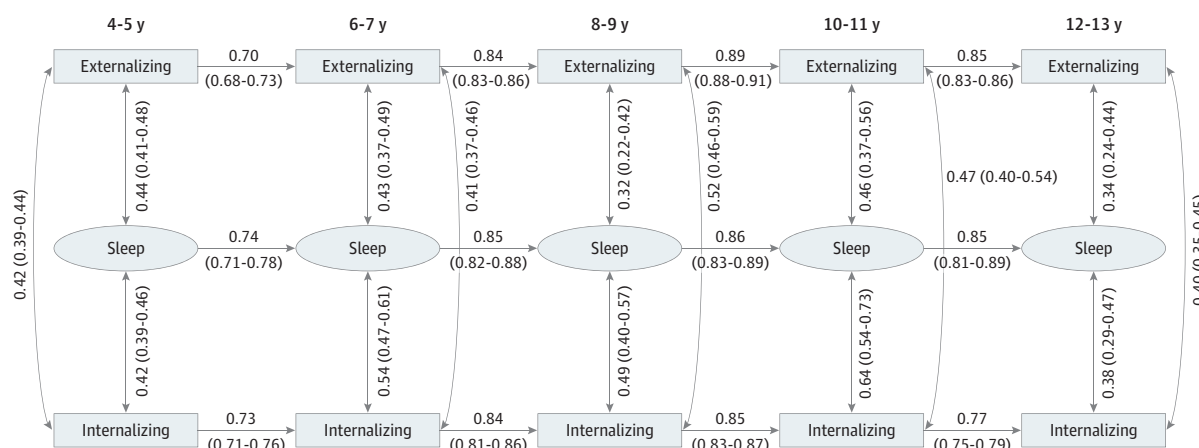 4-5 y 6-7 y 8-9 y 10-11 y 12-13 y
0.70 0.84 0.89 0.85
Externalizing Externalizing Externalizing Externalizing Externalizing
(0.68-0.73) (0.83-0.86) (0.88-0.91) (0.83-0.86)
0.44 (0.41-0.48)
0.43 (0.37-0.49)
0.41 (0.37-0.46)
0.32 (0.22-0.42)
0.52 (0.46-0.59)
0.46 (0.37-0.56)
0.47 (0.40-0.54)
0.34 (0.24-0.44)
0.42 (0.39-0.44)
0.40 (0.35-0.45)
0.74 0.85 0.86 0.85
Sleep Sleep Sleep Sleep Sleep
(0.71-0.78) (0.82-0.88) (0.83-0.89) (0.81-0.89)
0.42 (0.39-0.46)
0.54 (0.47-0.61)
0.49 (0.40-0.57)
0.64 (0.54-0.73)
0.38 (0.29-0.47)
0.73 0.84 0.85 0.77
Internalizing Internalizing Internalizing Internalizing Internalizing
(0.71-0.76) (0.81-0.86) (0.83-0.87) (0.75-0.79)